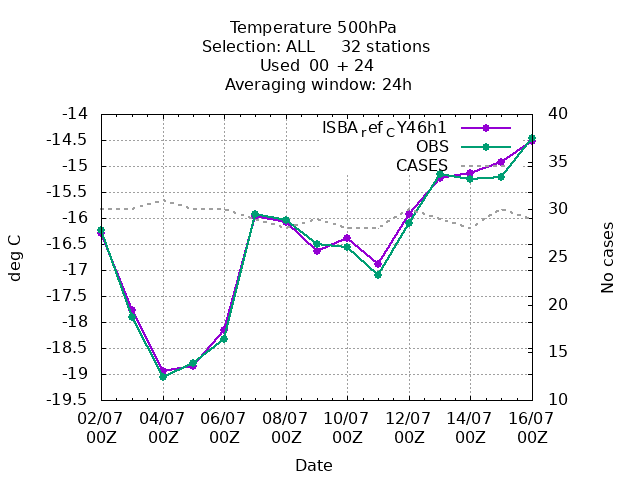 Temperature 500hPa
Selection: ALL 32 stations
Used 00 + 24
Averaging window: 24h
-14
-14.5
-15
-15.5
-16
-16.5
-17
-17.5
-18
-18.5
-19
-19.5
deg C
ISBA_ref_CY46h1
OBS
CASES
40
35
30
25
20
15
10
No cases
02/07 04/07 06/07 08/07 10/07 12/07 14/07 16/07
00Z 00Z 00Z 00Z 00Z 00Z 00Z 00Z
Date